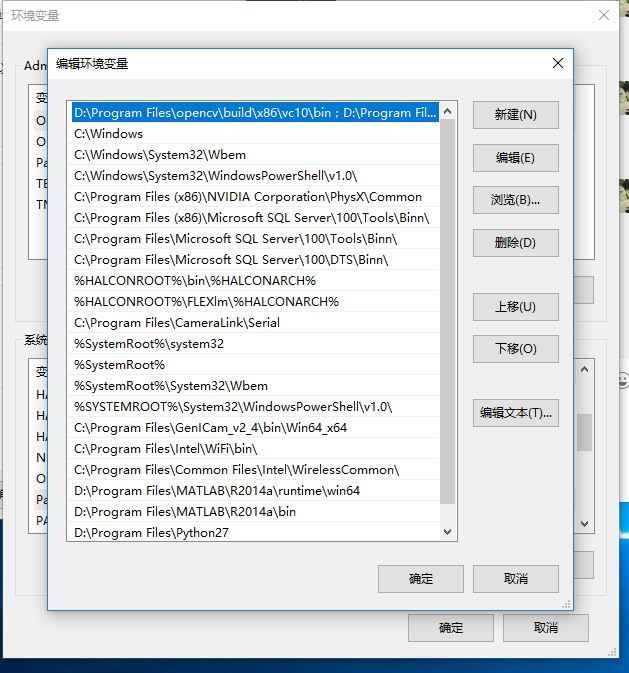 环境变量
编辑环境变量
D:\Program Files\opencv\build\x86\vc10\bin；D:\Program Fil...
C:\Windows
C:\Windows\System32\Wbem
C:\Windows\System32\WindowsPowerShell\v1.0\
C:\Program Files (x86)\NVIDIA Corporation\PhysX\Common
C:\Program Files (x86)\Microsoft SQL Server\100\Tools\Binn\
C:\Program Files\Microsoft SQL Server\100\Tools\Binn\
C:\Program Files\Microsoft SQL Server\100\DTS\Binn\
%HALCONROOT%\bin\%HALCONARCH%
%HALCONROOT%\FLEXlm\%HALCONARCH%
C:\Program Files\CameraLink\Serial
%SystemRoot%\system32
%SystemRoot%
%SystemRoot%\System32\Wbem
%SYSTEMROOT%\System32\WindowsPowerShell\v1.0\
C:\Program Files\GenICam_v2_4\bin\Win64_x64
C:\Program Files\Intel\WiFi\bin\
C:\Program Files\Common Files\Intel\WirelessCommon\
D:\Program Files\MATLAB\R2014a\runtime\win64
D:\Program Files\MATLAB\R2014a\bin
D:\Program Files\Python27
新建(N)
编辑(E)
浏览(B)...
删除(D)
上移(U)
下移(O)
编辑文本(T)...
确定
取消
Adm
变
Pa
TE
系统
变
Pa
PA
确定
取消